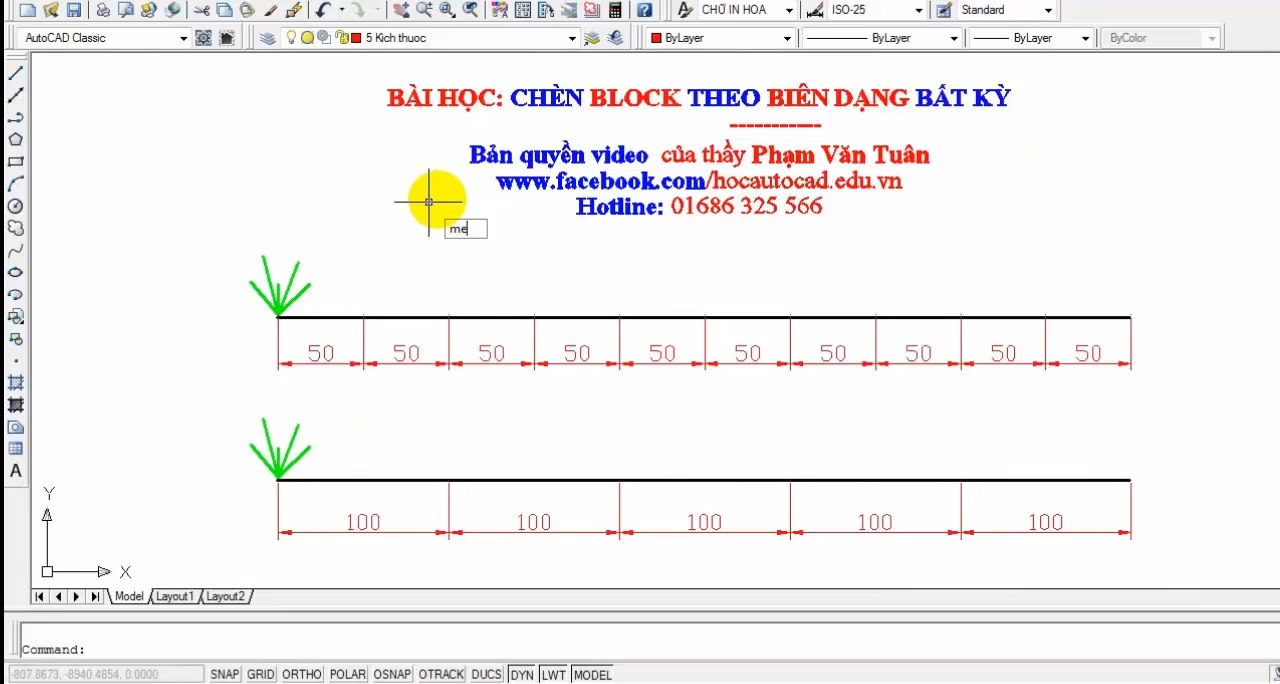 CHỮ IN HOA
ISO-25
Standard
AutoCAD Classic
5 Kich thuoc
ByLayer
ByLayer
ByLayer
ByColor
BÀI HỌC: CHÈN BLOCK THEO BIÊN DẠNG BẤT KỲ
-----------
Bản quyền video của thầy Phạm Văn Tuân
www.facebook.com/hocautocad.edu.vn
Hotline: 01686 325 566
me
50 50 50 50 50 50 50 50 50 50
100 100 100 100 100
Y
X
Model Layout1 Layout2
Command:
-807.8673, -8940.4854, 0.0000
SNAP GRID ORTHO POLAR OSNAP OTRACK DUCS DYN LWT MODEL
A